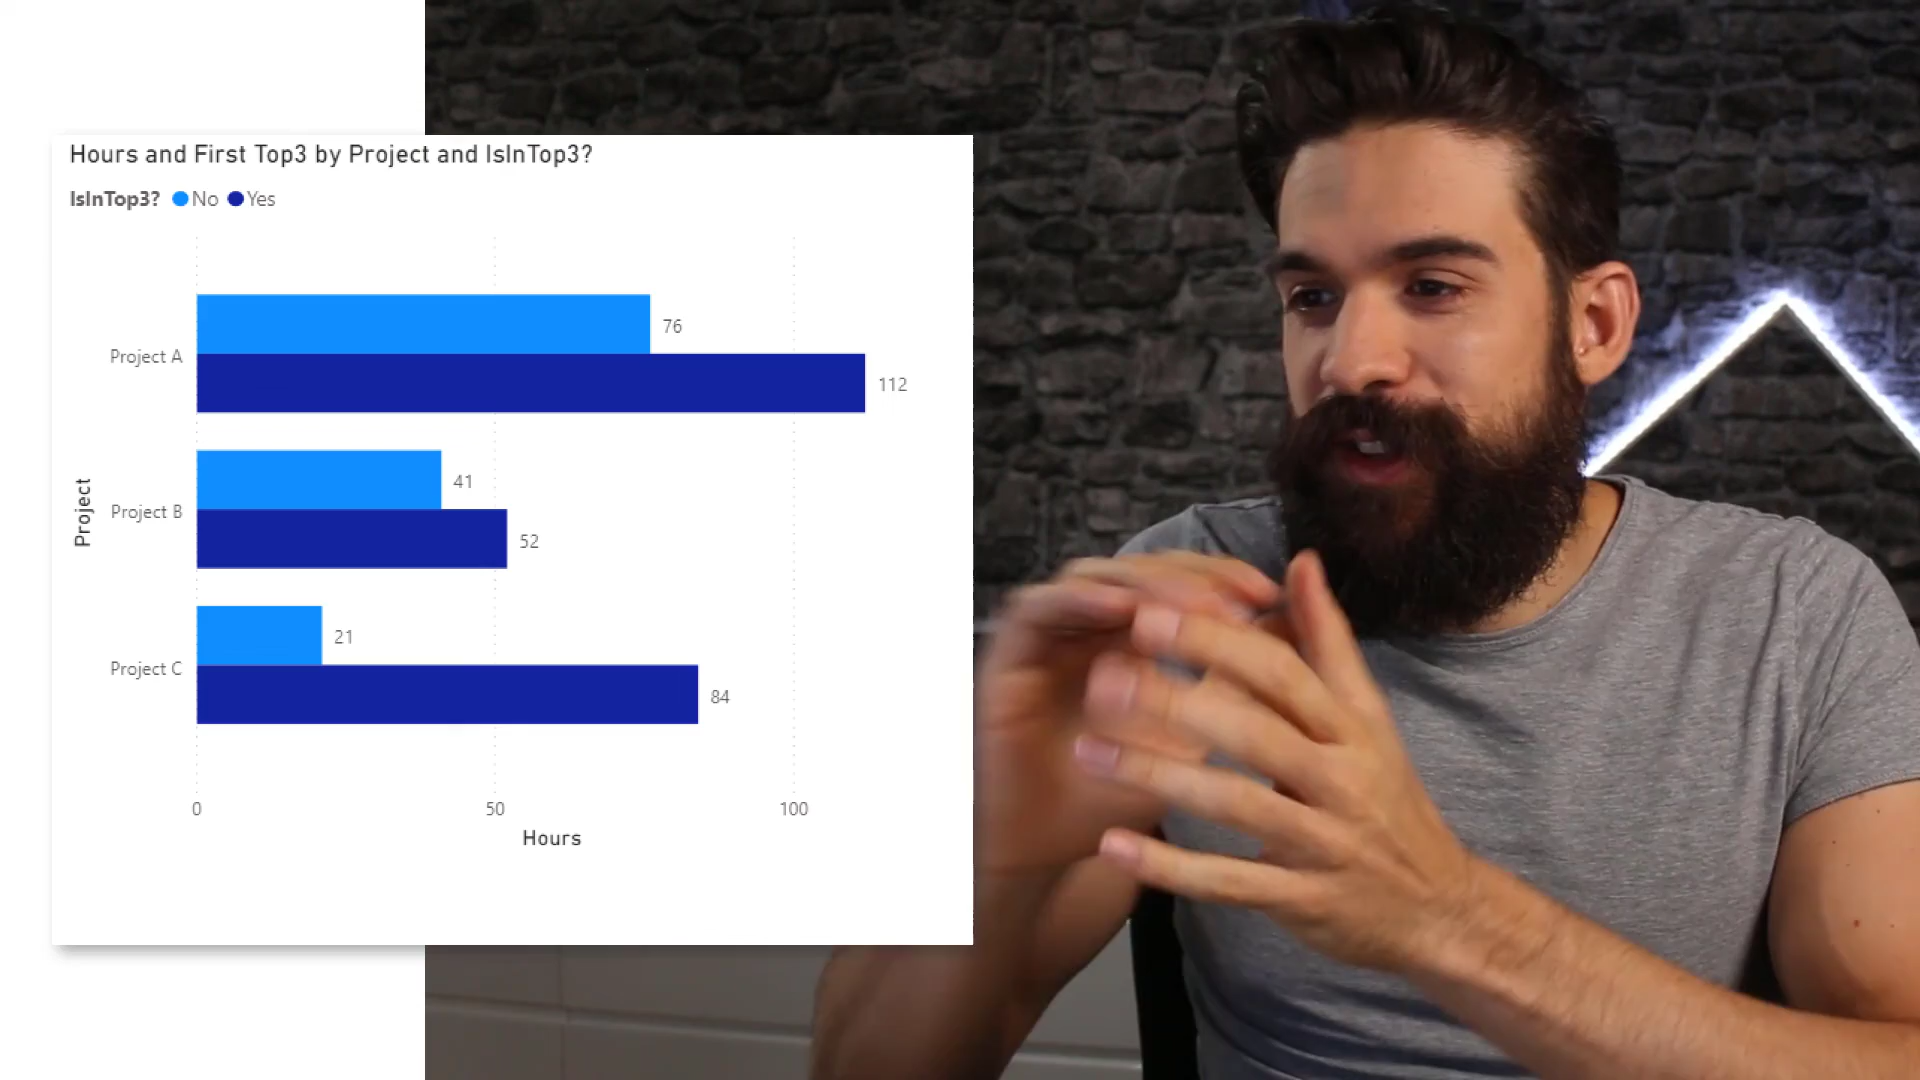 Hours and First Top3 by Project and IsInTop3?
IsInTop3? No Yes
76
Project A
112
41
Project B
52
21
Project C
84
Project
0 50 100
Hours